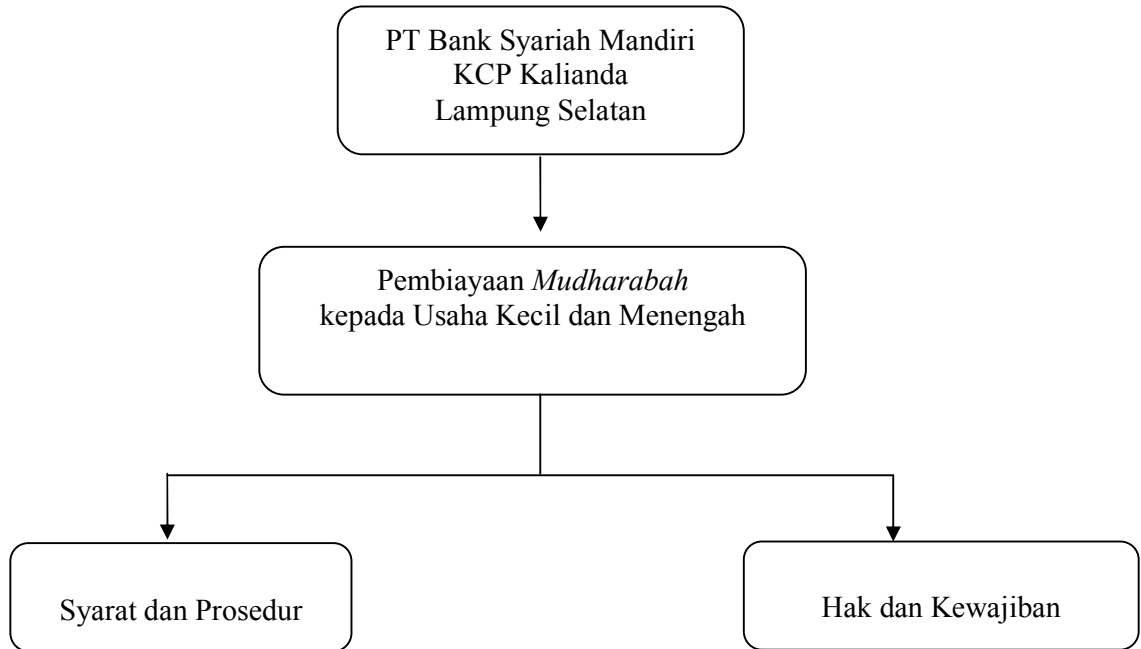 PT Bank Syariah Mandiri
KCP Kalianda
Lampung Selatan
Pembiayaan Mudharabah
kepada Usaha Kecil dan Menengah
Syarat dan Prosedur
Hak dan Kewajiban